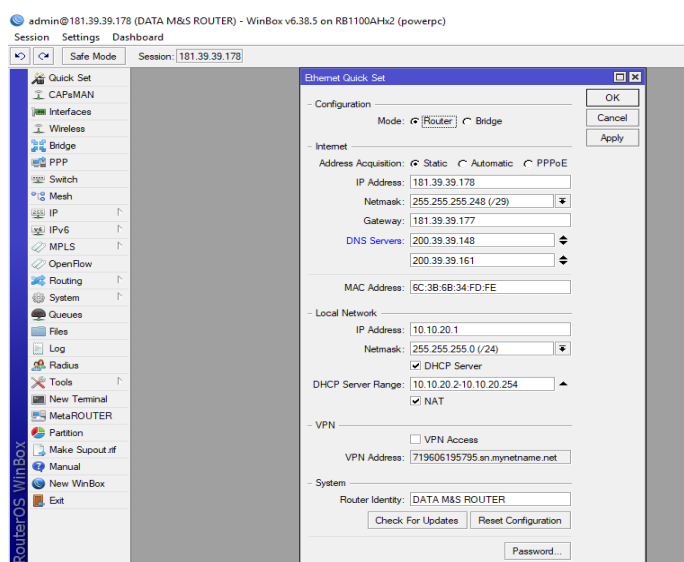 admin@181.39.39.178 (DATA M&S ROUTER) - WinBox v6.38.5 on RB1100AHx2 (powerpc)
Session Settings Dashboard
Safe Mode Session: 181.39.39.178
Quick Set
CAPsMAN
Interfaces
Wireless
Bridge
PPP
Switch
Mesh
IP
IPv6
MPLS
OpenFlow
Routing
System
Queues
Files
Log
Radius
Tools
New Terminal
MetaROUTER
Partition
Make Supout.rif
Manual
New WinBox
Exit
RouterOS WinBox
Ethernet Quick Set
OK
Cancel
Apply
Configuration
Mode: Router Bridge
Internet
Address Acquisition: Static Automatic PPPoE
IP Address: 181.39.39.178
Netmask: 255.255.255.248 (/29)
Gateway: 181.39.39.177
DNS Servers: 200.39.39.148
200.39.39.161
MAC Address: 6C:3B:6B:34:FD:FE
Local Network
IP Address: 10.10.20.1
Netmask: 255.255.255.0 (/24)
DHCP Server
DHCP Server Range: 10.10.20.2-10.10.20.254
NAT
VPN
VPN Access
VPN Address: 719606195795.sn.mynetname.net
System
Router Identity: DATA M&S ROUTER
Check For Updates Reset Configuration
Password...